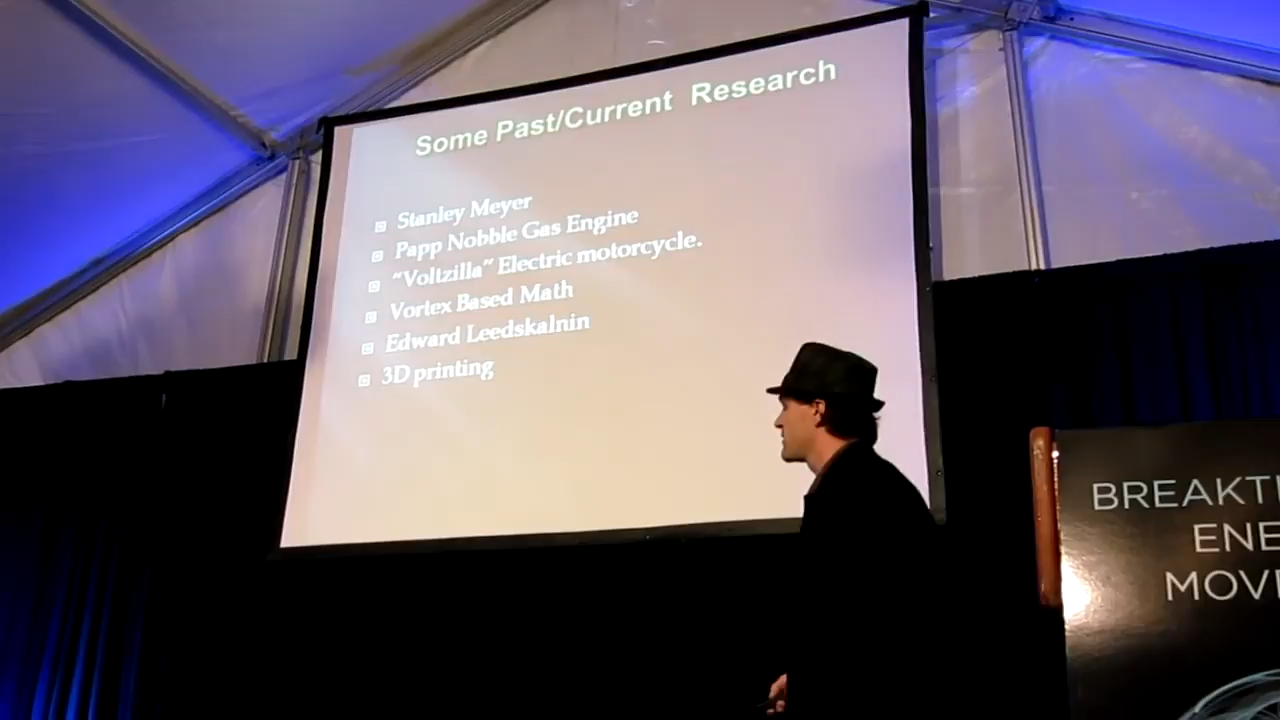 Some Past/Current Research
Stanley Meyer
Papp Nobble Gas Engine
"Voltzilla" Electric motorcycle.
Vortex Based Math
Edward Leedskalnin
3D printing
BREAKT
ENE
MOV